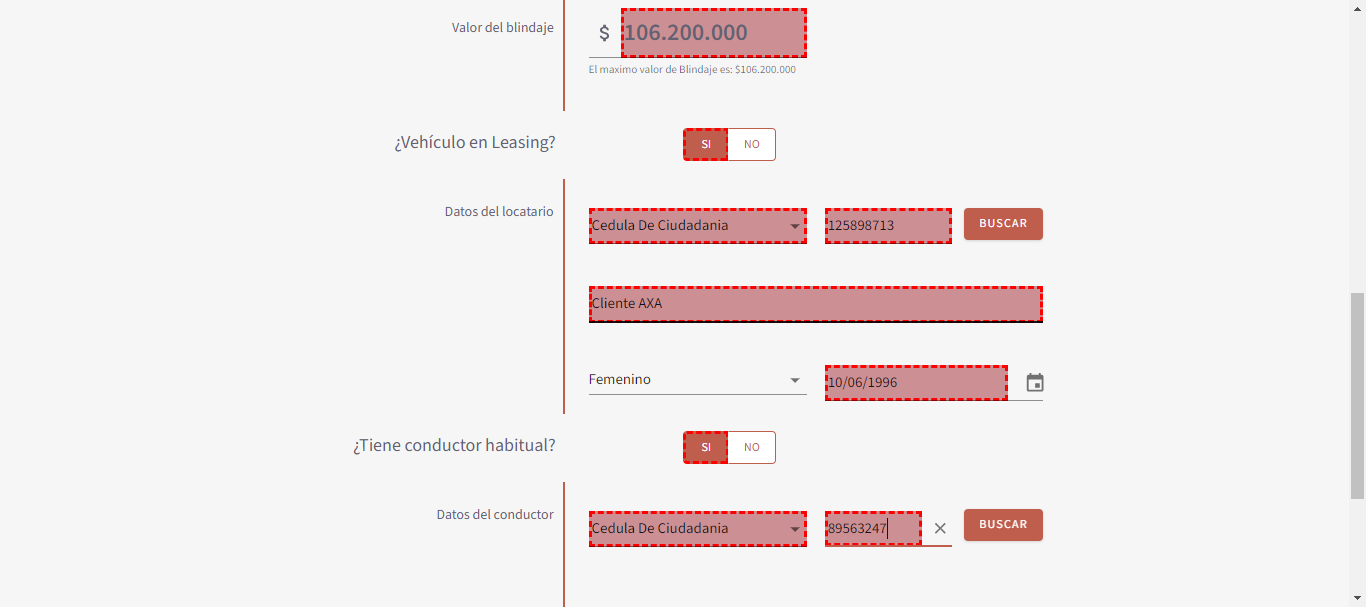 Valor del blindaje
$ 106.200.000
El maximo valor de Blindaje es: $106.200.000
¿Vehículo en Leasing?
SI NO
Datos del locatario
Cedula De Ciudadania 125898713 BUSCAR
Cliente AXA
Femenino 10/06/1996
¿Tiene conductor habitual?
SI NO
Datos del conductor
Cedula De Ciudadania 89563247 BUSCAR